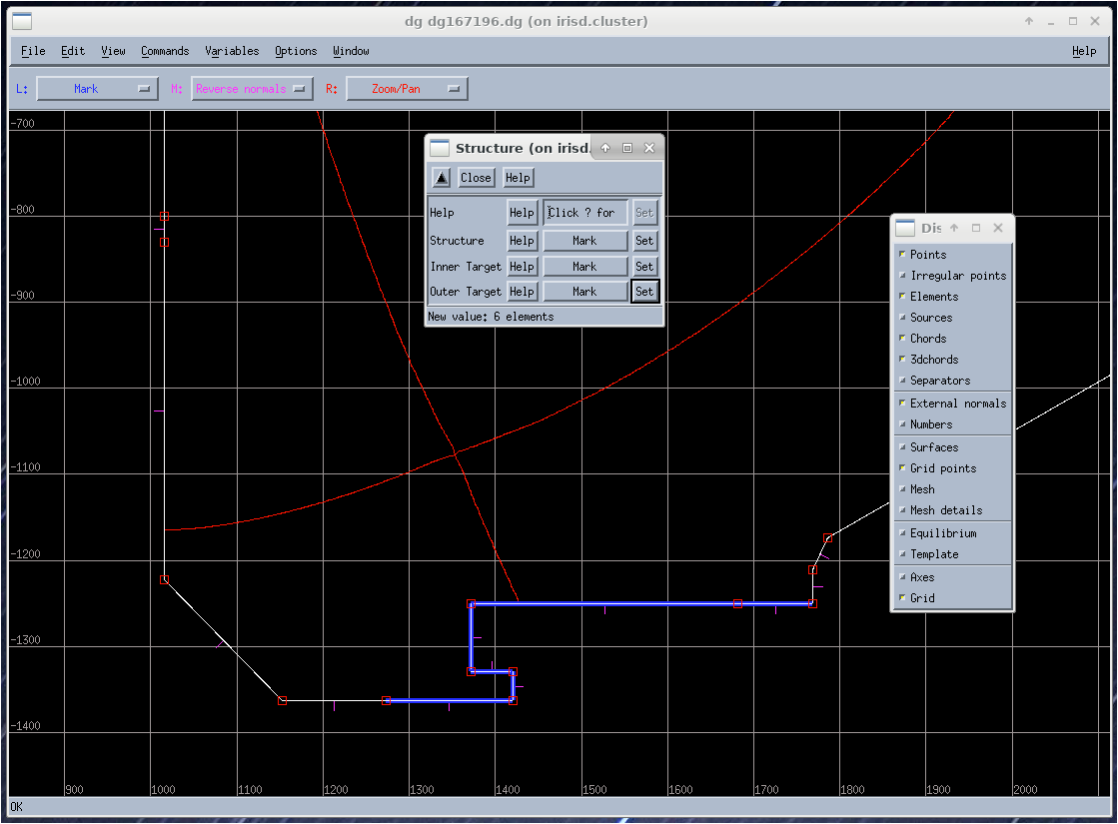 dg dg167196.dg (on irisd.cluster)
File Edit View Commands Variables Options Window Help
L: Mark M: Reverse normals R: Zoom/Pan
-700
-800
-900
-1000
-1100
-1200
-1300
-1400
900 1000 1100 1200 1300 1400 1500 1600 1700 1800 1900 2000
Structure (on irisd.
Close Help
Help Help Click ? for Set
Structure Help Mark Set
Inner Target Help Mark Set
Outer Target Help Mark Set
New value: 6 elements
Dis
Points
Irregular points
Elements
Sources
Chords
3dchords
Separators
External normals
Numbers
Surfaces
Grid points
Mesh
Mesh details
Equilibrium
Template
Axes
Grid
OK